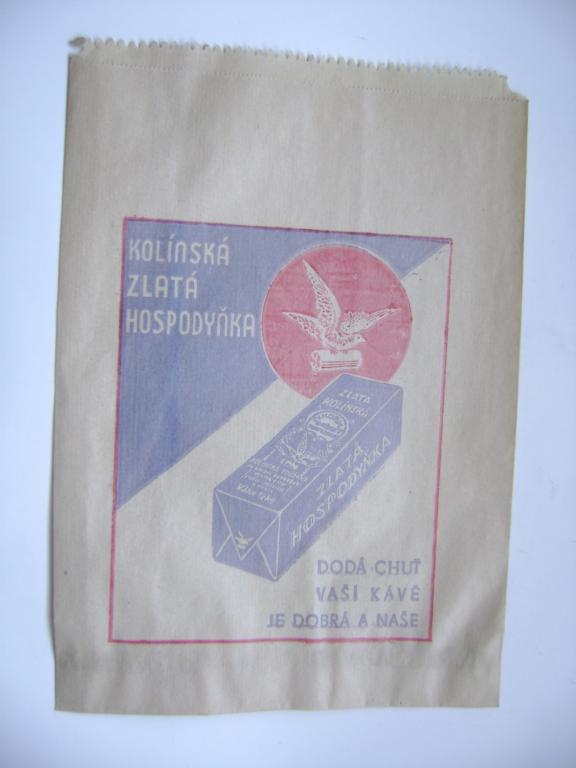 KOLÍNSKÁ
ZLATÁ
HOSPODYŇKA
ZLATÁ
KOLÍNSKÁ
ZLATÁ
HOSPODYŇKA
DODÁ CHUŤ
VAŠÍ KÁVĚ
JE DOBRÁ A NAŠE